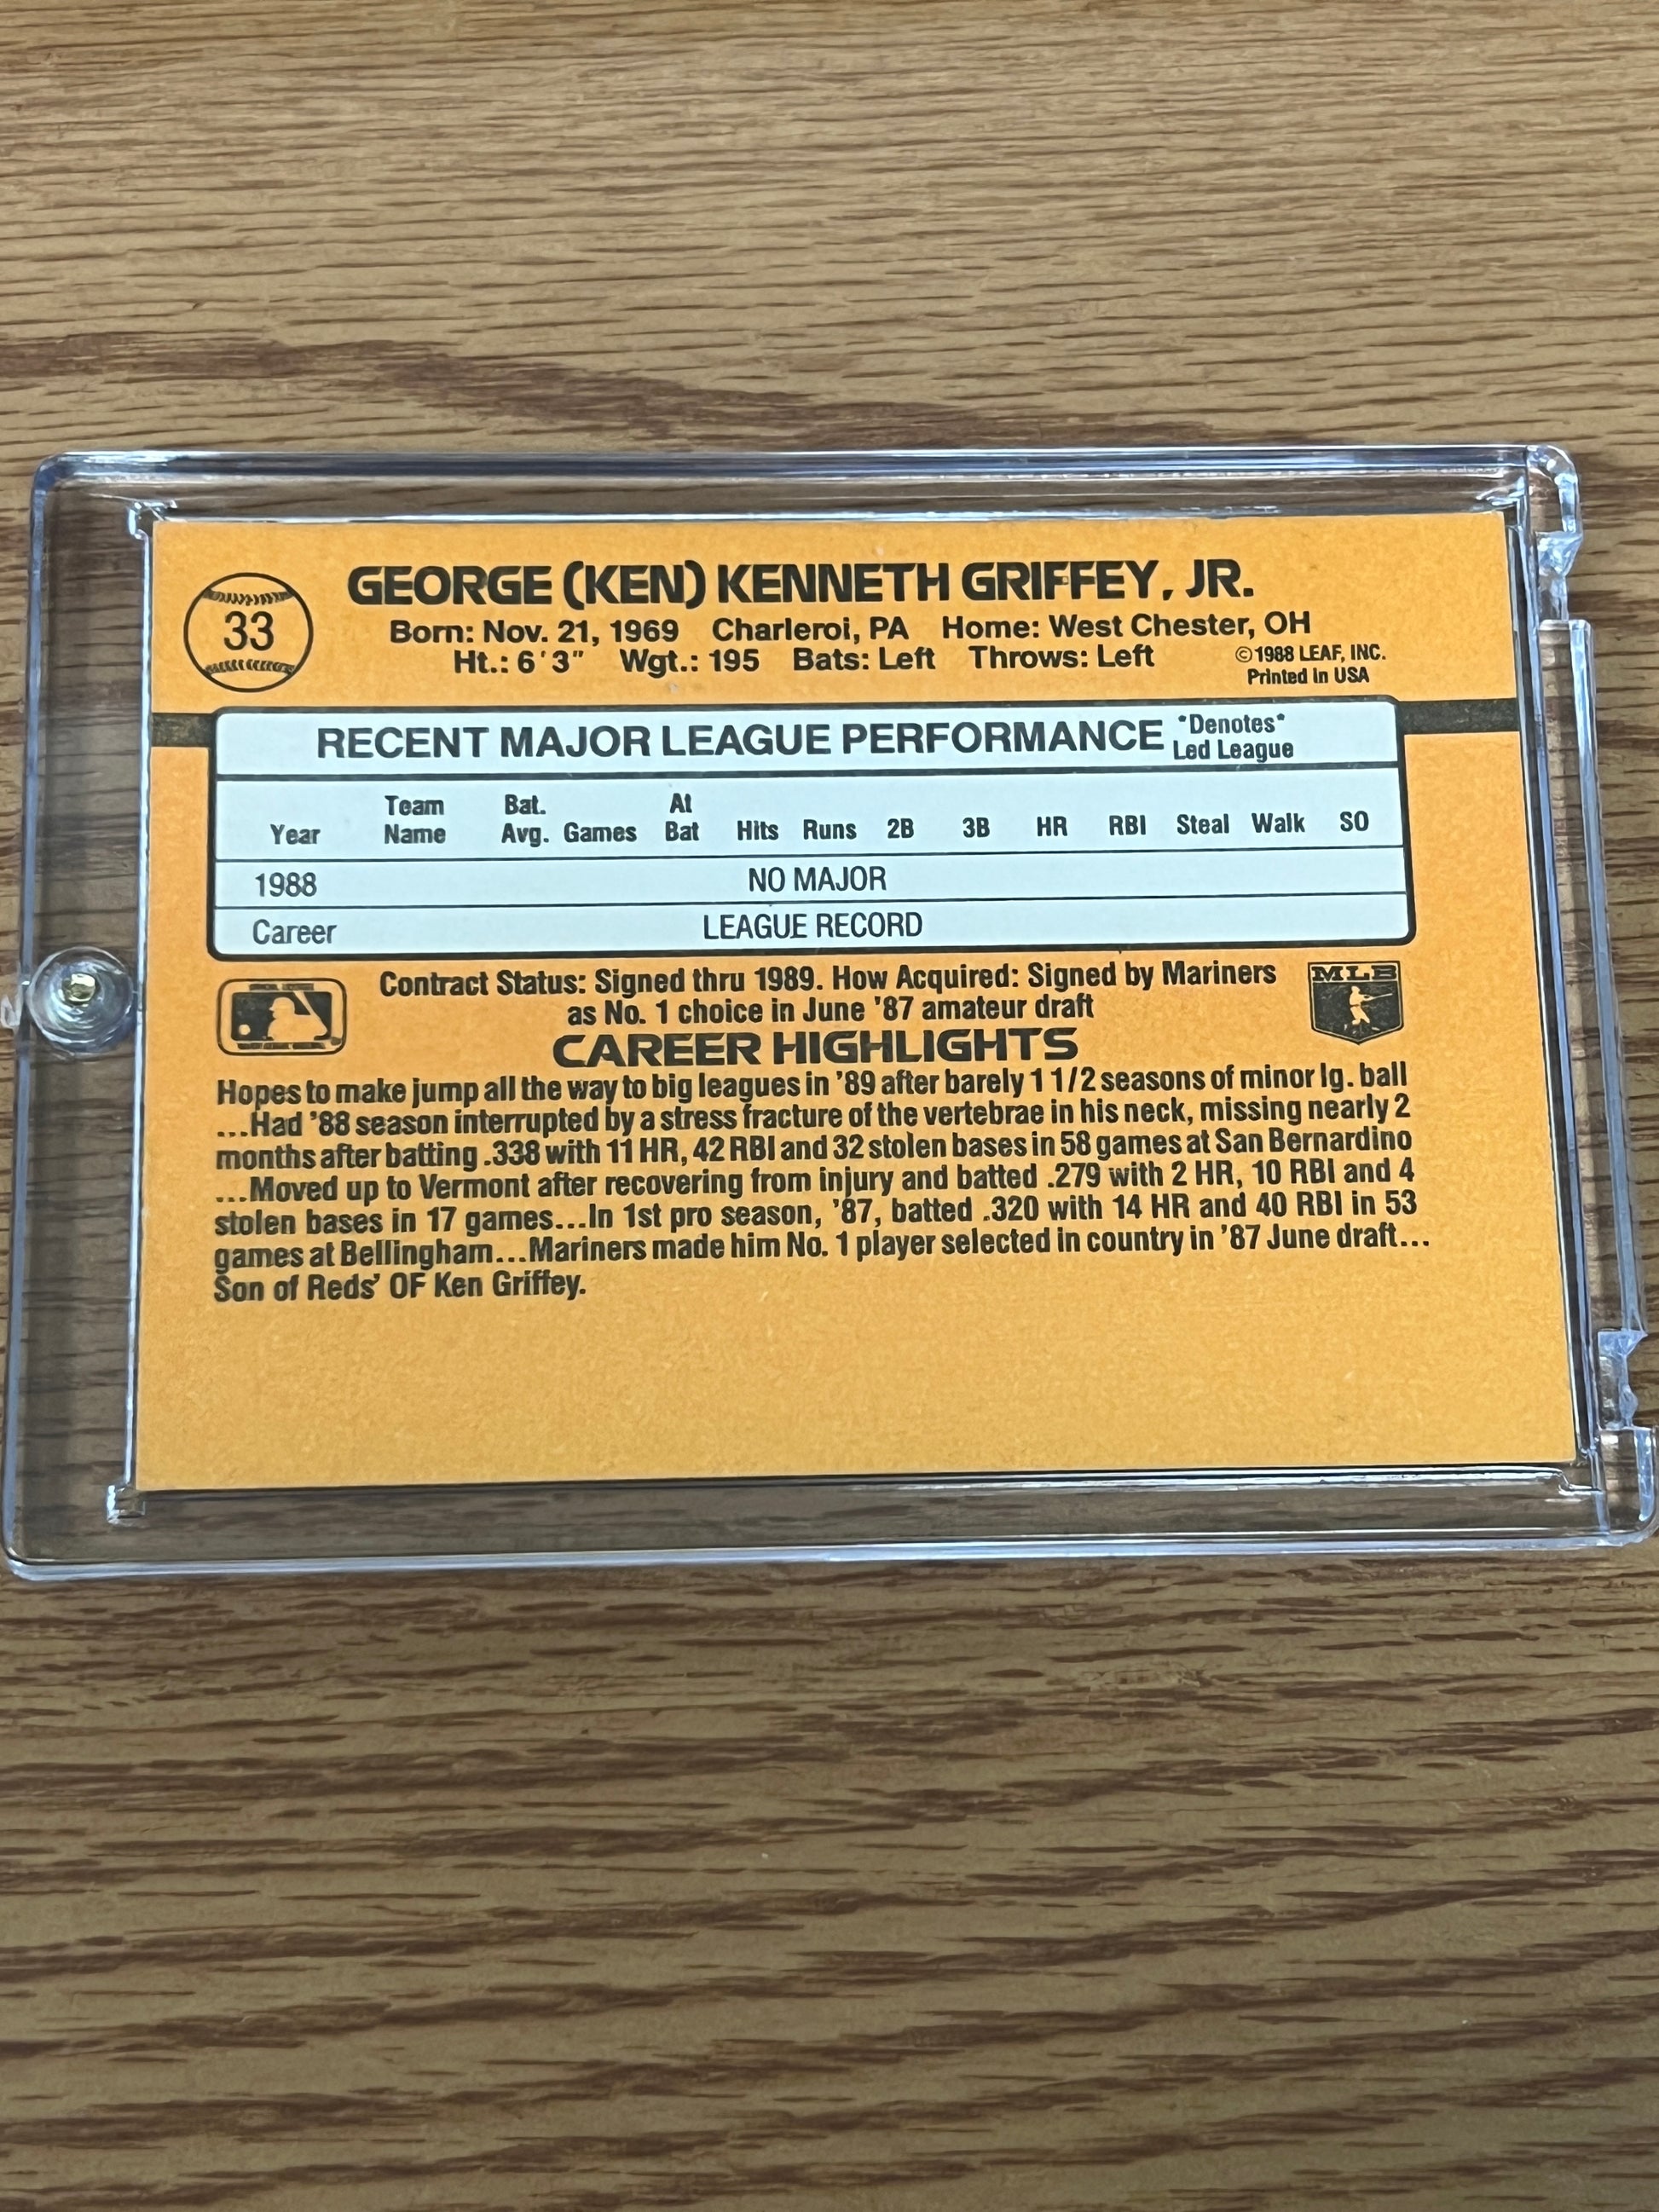 33
GEORGE (KEN) KENNETH GRIFFEY, JR.
Born: Nov. 21, 1969 Charleroi, PA Home: West Chester, OH
Ht.: 6'3" Wgt.: 195 Bats: Left Throws: Left
©1988 LEAF, INC.
Printed in USA
RECENT MAJOR LEAGUE PERFORMANCE
*Denotes*
Led League
Year Team Name Bat. Avg. Games At Bat Hits Runs 2B 3B HR RBI Steal Walk SO
1988 NO MAJOR
Career LEAGUE RECORD
Contract Status: Signed thru 1989. How Acquired: Signed by Mariners
as No. 1 choice in June '87 amateur draft
MLB
CAREER HIGHLIGHTS
Hopes to make jump all the way to big leagues in '89 after barely 1 1/2 seasons of minor lg. ball
...Had '88 season interrupted by a stress fracture of the vertebrae in his neck, missing nearly 2
months after batting .338 with 11 HR, 42 RBI and 32 stolen bases in 58 games at San Bernardino
...Moved up to Vermont after recovering from injury and batted .279 with 2 HR, 10 RBI and 4
stolen bases in 17 games...In 1st pro season, '87, batted .320 with 14 HR and 40 RBI in 53
games at Bellingham...Mariners made him No. 1 player selected in country in '87 June draft...
Son of Reds' OF Ken Griffey.